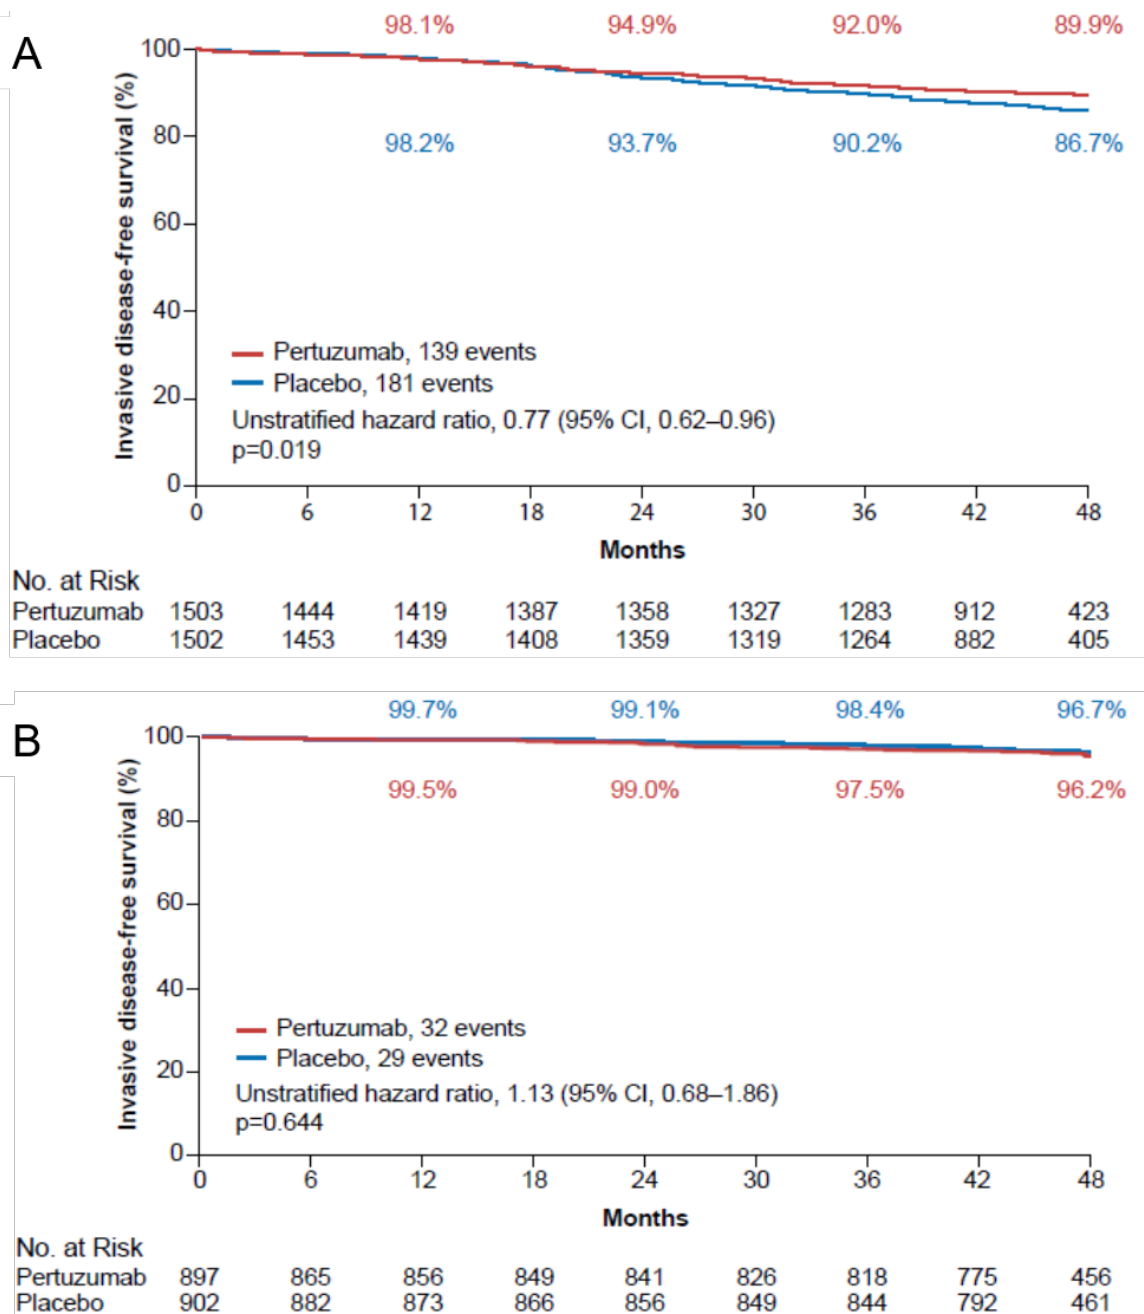 A
98.1% 94.9% 92.0% 89.9%
100
98.2% 93.7% 90.2% 86.7%
80
60
40
20
0
Invasive disease-free survival (%)
Pertuzumab, 139 events
Placebo, 181 events
Unstratified hazard ratio, 0.77 (95% CI, 0.62–0.96)
p=0.019
0 6 12 18 24 30 36 42 48
Months
No. at Risk
Pertuzumab 1503 1444 1419 1387 1358 1327 1283 912 423
Placebo 1502 1453 1439 1408 1359 1319 1264 882 405
B
99.7% 99.1% 98.4% 96.7%
100
99.5% 99.0% 97.5% 96.2%
80
60
40
20
0
Invasive disease-free survival (%)
Pertuzumab, 32 events
Placebo, 29 events
Unstratified hazard ratio, 1.13 (95% CI, 0.68–1.86)
p=0.644
0 6 12 18 24 30 36 42 48
Months
No. at Risk
Pertuzumab 897 865 856 849 841 826 818 775 456
Placebo 902 882 873 866 856 849 844 792 461